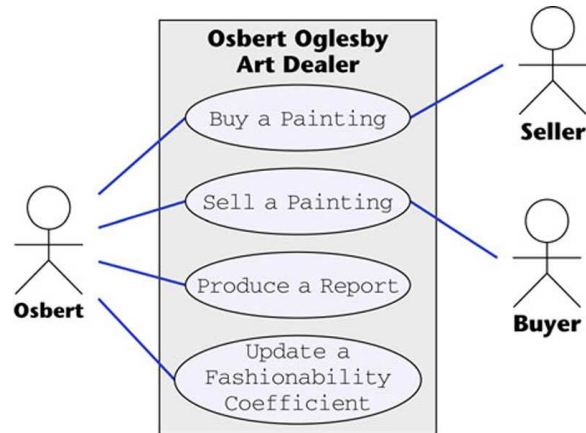 Osbert Oglesby
Art Dealer
Buy a Painting
Seller
Sell a Painting
Osbert
Produce a Report
Buyer
Update a
Fashionability
Coefficient